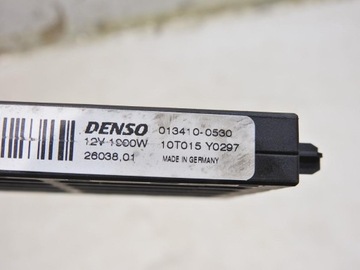 DENSO 013410-0530
12V 1000W 10T015 Y0297
26038,01 MADE IN GERMANY